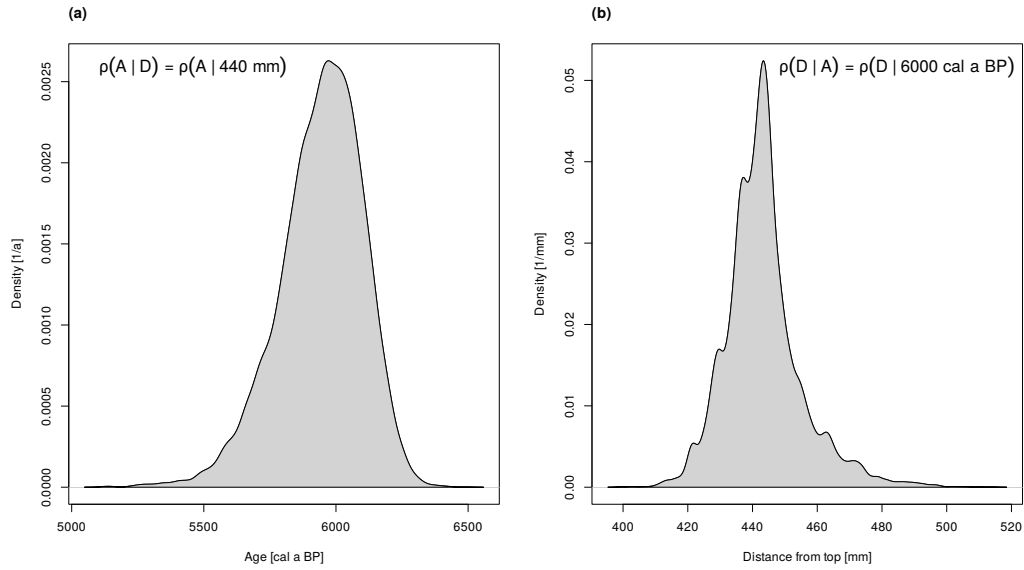 (a)
ρ(A | D) = ρ(A | 440 mm)
0.0025
0.0020
0.0015
0.0010
0.0005
0.0000
Density [1/a]
5000 5500 6000 6500
Age [cal a BP]
(b)
ρ(D | A) = ρ(D | 6000 cal a BP)
0.05
0.04
0.03
0.02
0.01
0.00
Density [1/mm]
400 420 440 460 480 500 520
Distance from top [mm]